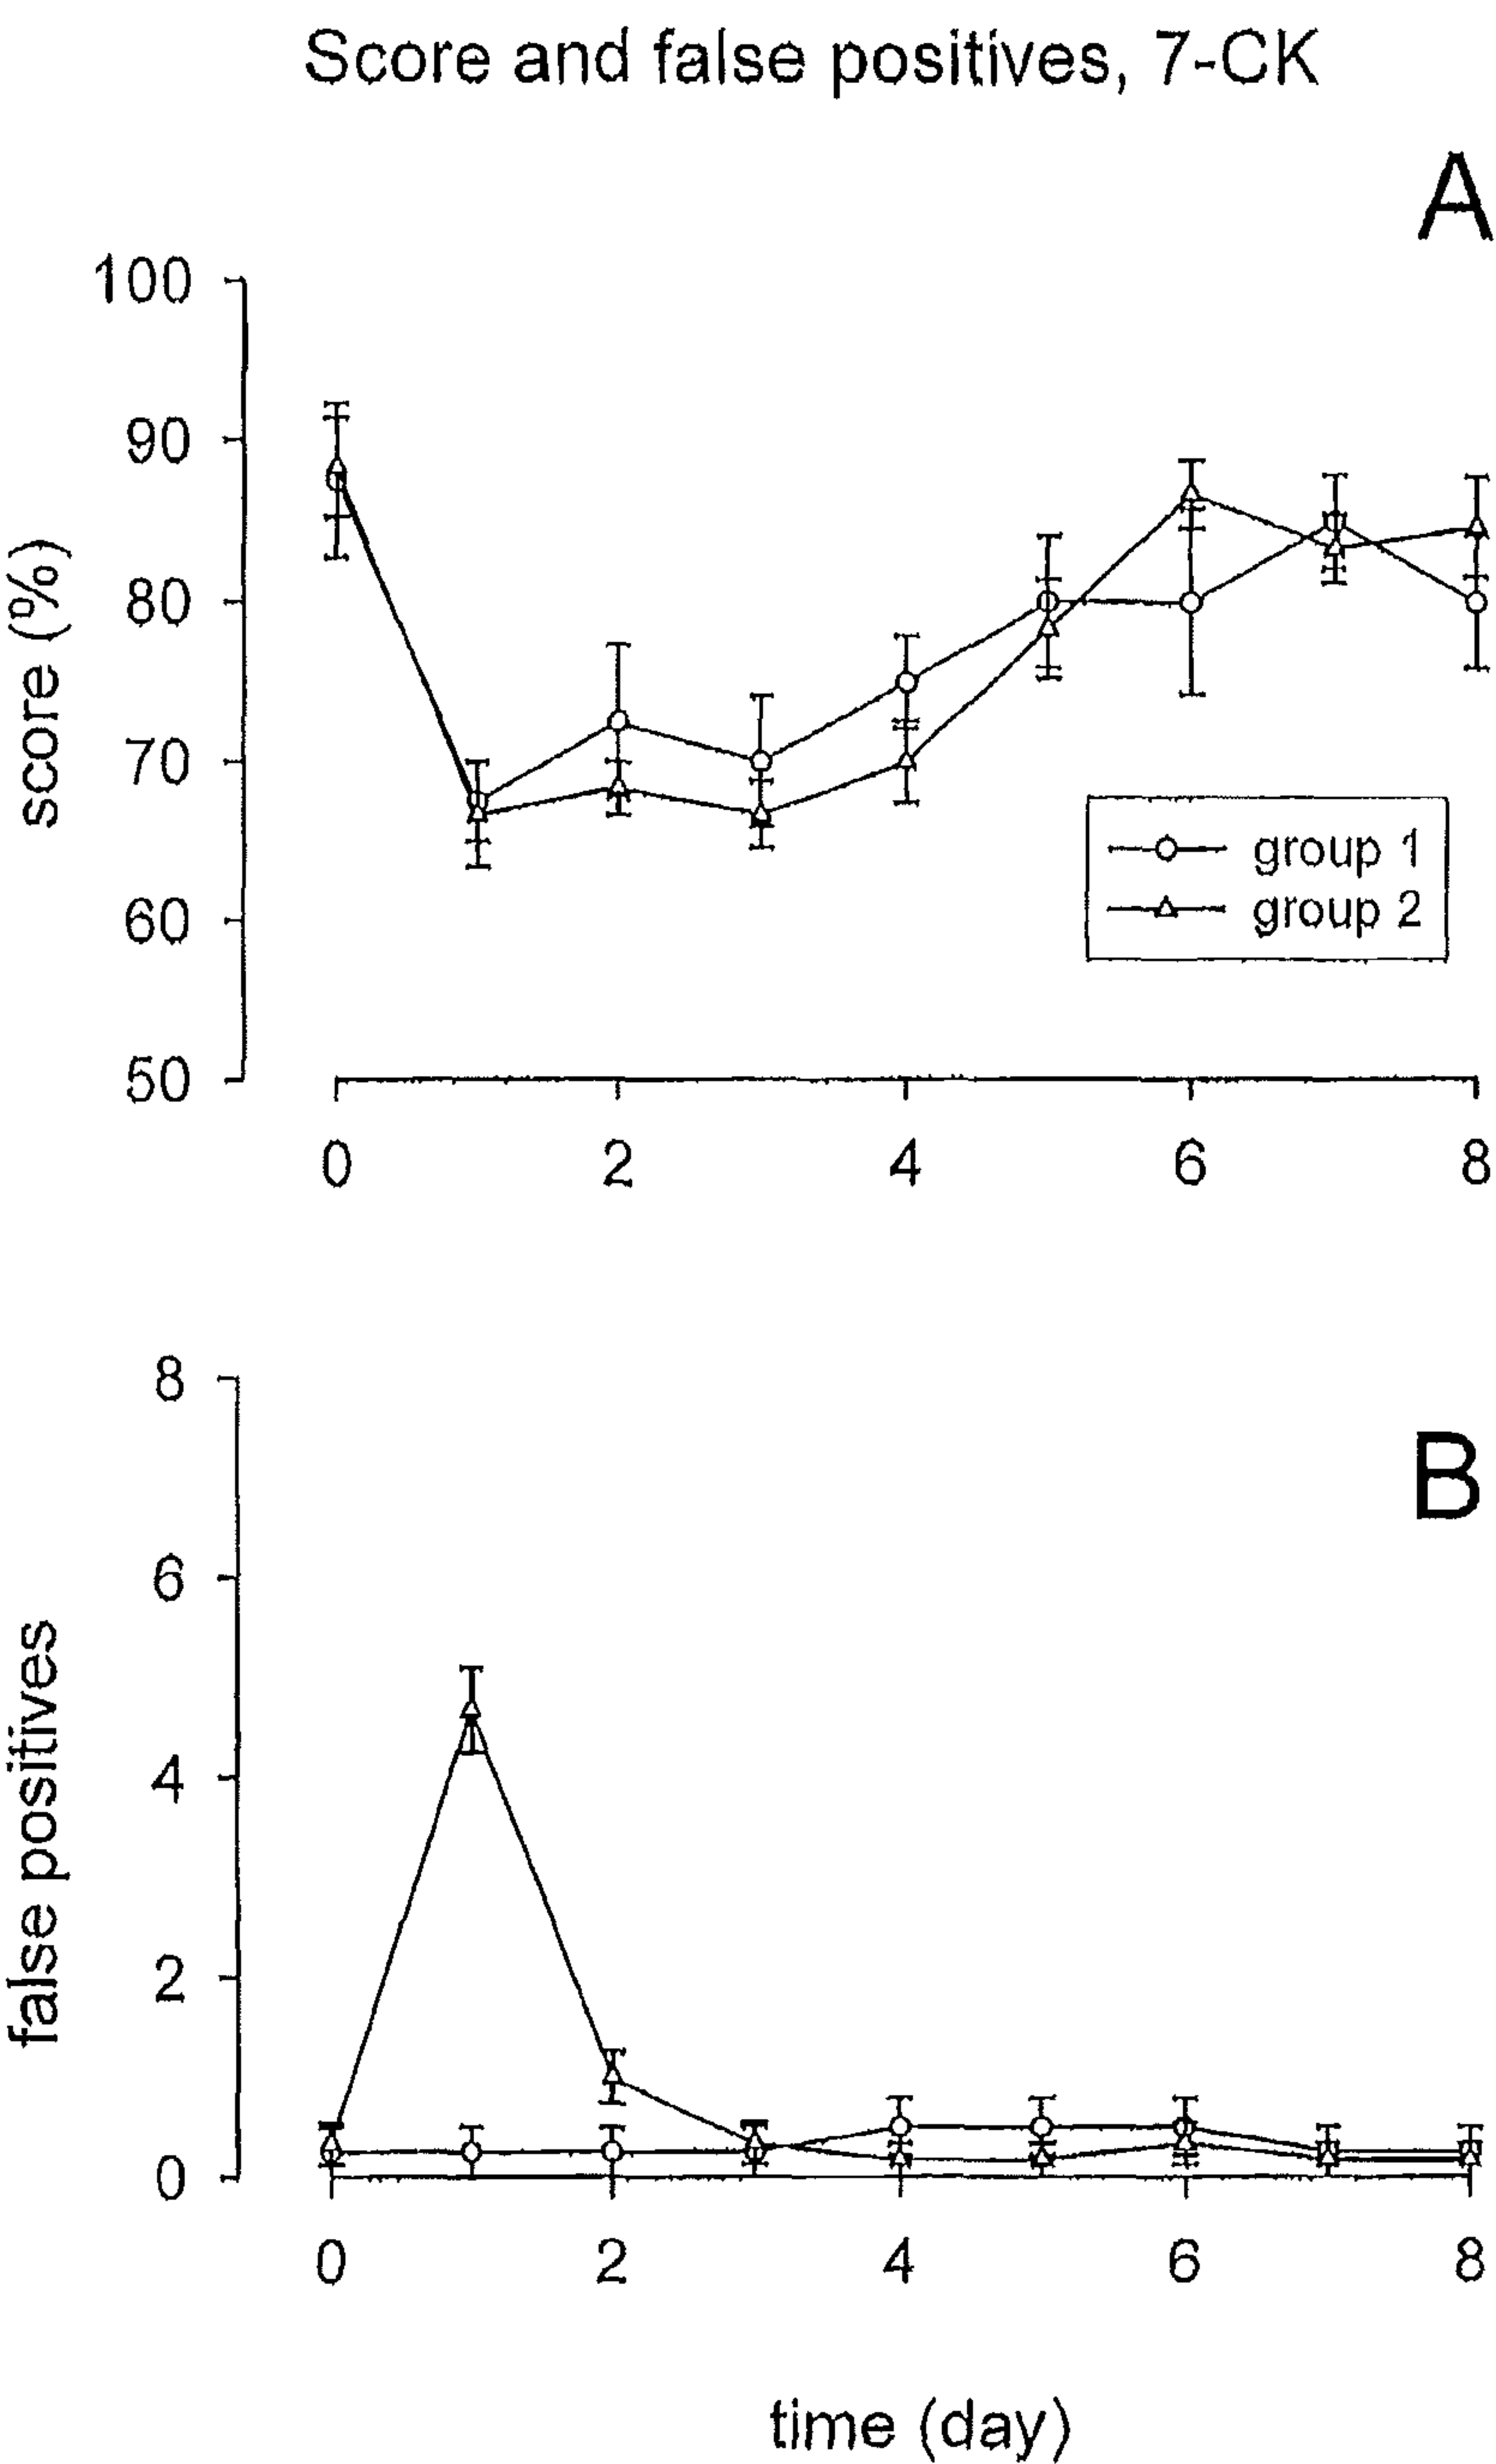 Score and false positives, 7-CK
A
100
90
80
70
60
50
score (%)
group 1
group 2
0 2 4 6 8
B
8
6
4
2
0
false positives
0 2 4 6 8
time (day)